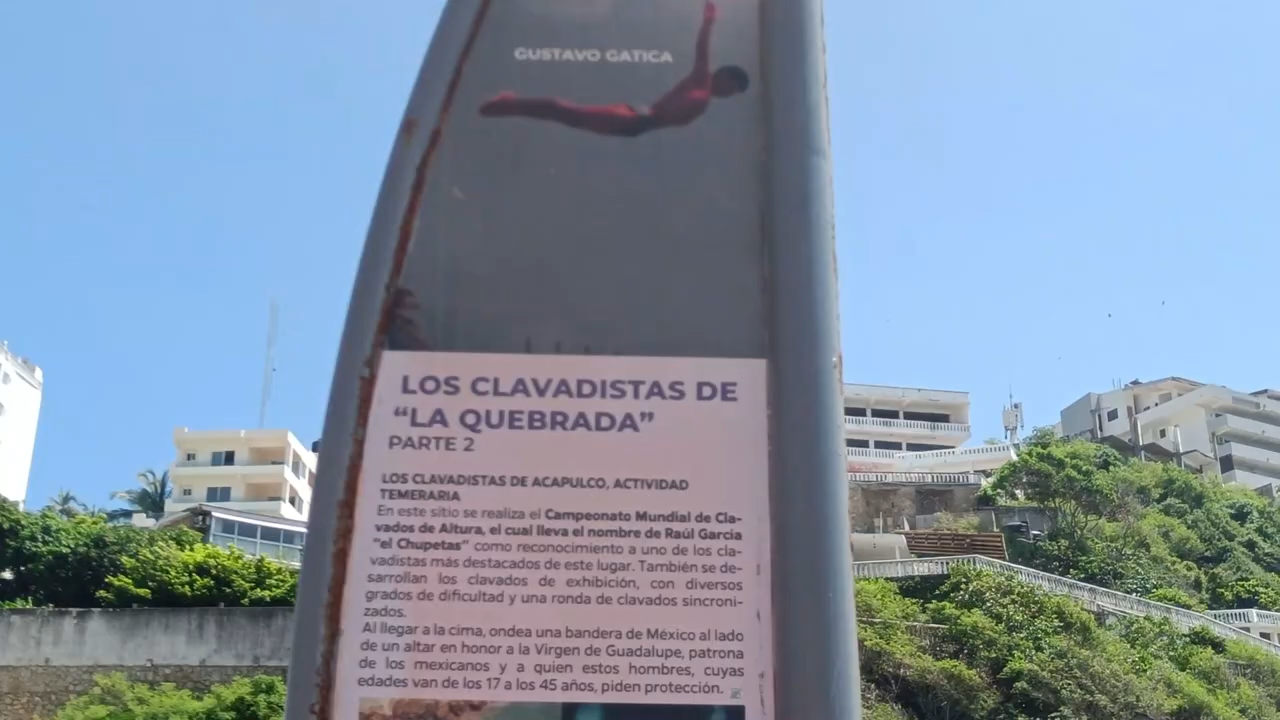 GUSTAVO GATICA
LOS CLAVADISTAS DE
“LA QUEBRADA”
PARTE 2
LOS CLAVADISTAS DE ACAPULCO, ACTIVIDAD
TEMERARIA
En este sitio se realiza el Campeonato Mundial de Cla-
vados de Altura, el cual lleva el nombre de Raúl Garcia
"el Chupetas" como reconocimiento a uno de los cla-
vadistas más destacados de este lugar. También se de-
sarrollan los clavados de exhibición, con diversos
grados de dificultad y una ronda de clavados sincroni-
zados.
Al llegar a la cima, ondea una bandera de México al lado
de un altar en honor a la Virgen de Guadalupe, patrona
de los mexicanos y a quien estos hombres, cuyas
edades van de los 17 a los 45 años, piden protección.